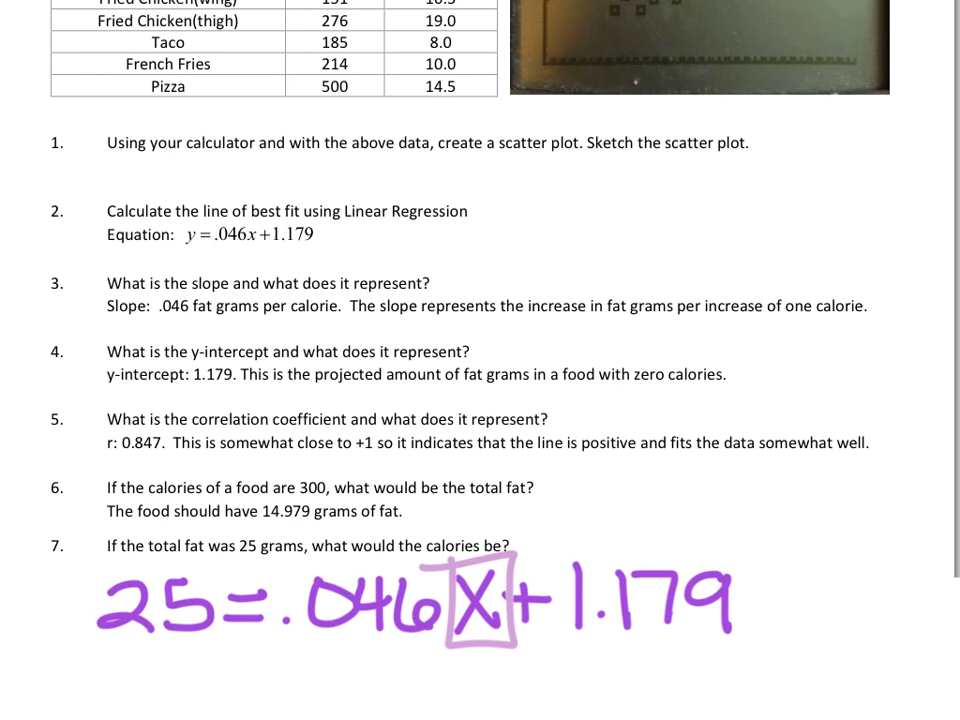 Fried Chicken(wing) 151 10.5
Fried Chicken(thigh) 276 19.0
Taco 185 8.0
French Fries 214 10.0
Pizza 500 14.5
1. Using your calculator and with the above data, create a scatter plot. Sketch the scatter plot.
2. Calculate the line of best fit using Linear Regression
Equation: y = .046x+1.179
3. What is the slope and what does it represent?
Slope: .046 fat grams per calorie. The slope represents the increase in fat grams per increase of one calorie.
4. What is the y-intercept and what does it represent?
y-intercept: 1.179. This is the projected amount of fat grams in a food with zero calories.
5. What is the correlation coefficient and what does it represent?
r: 0.847. This is somewhat close to +1 so it indicates that the line is positive and fits the data somewhat well.
6. If the calories of a food are 300, what would be the total fat?
The food should have 14.979 grams of fat.
7. If the total fat was 25 grams, what would the calories be?
25=.046x+1.179